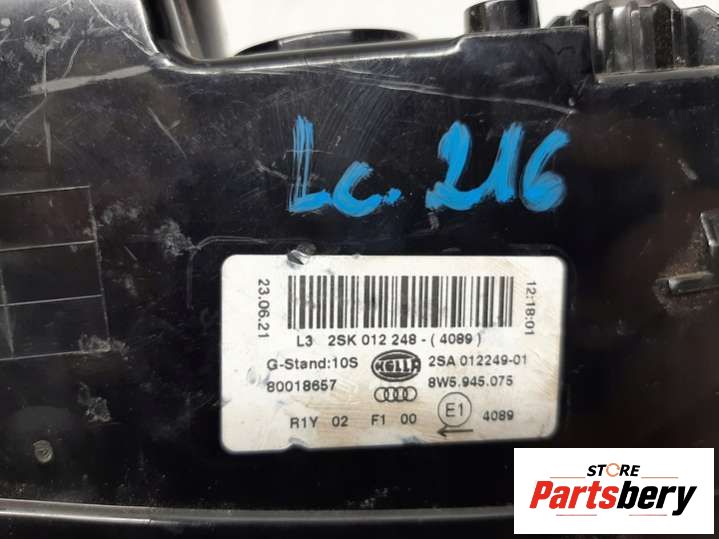 Lc. 216
23.06.21
12:18:01
L3 2SK 012 248 - ( 4089 )
G-Stand:10S HELLA 2SA 012249-01
80018657 8W5.945.075
R1Y 02 F1 00 E1 4089
STORE
Partsbery